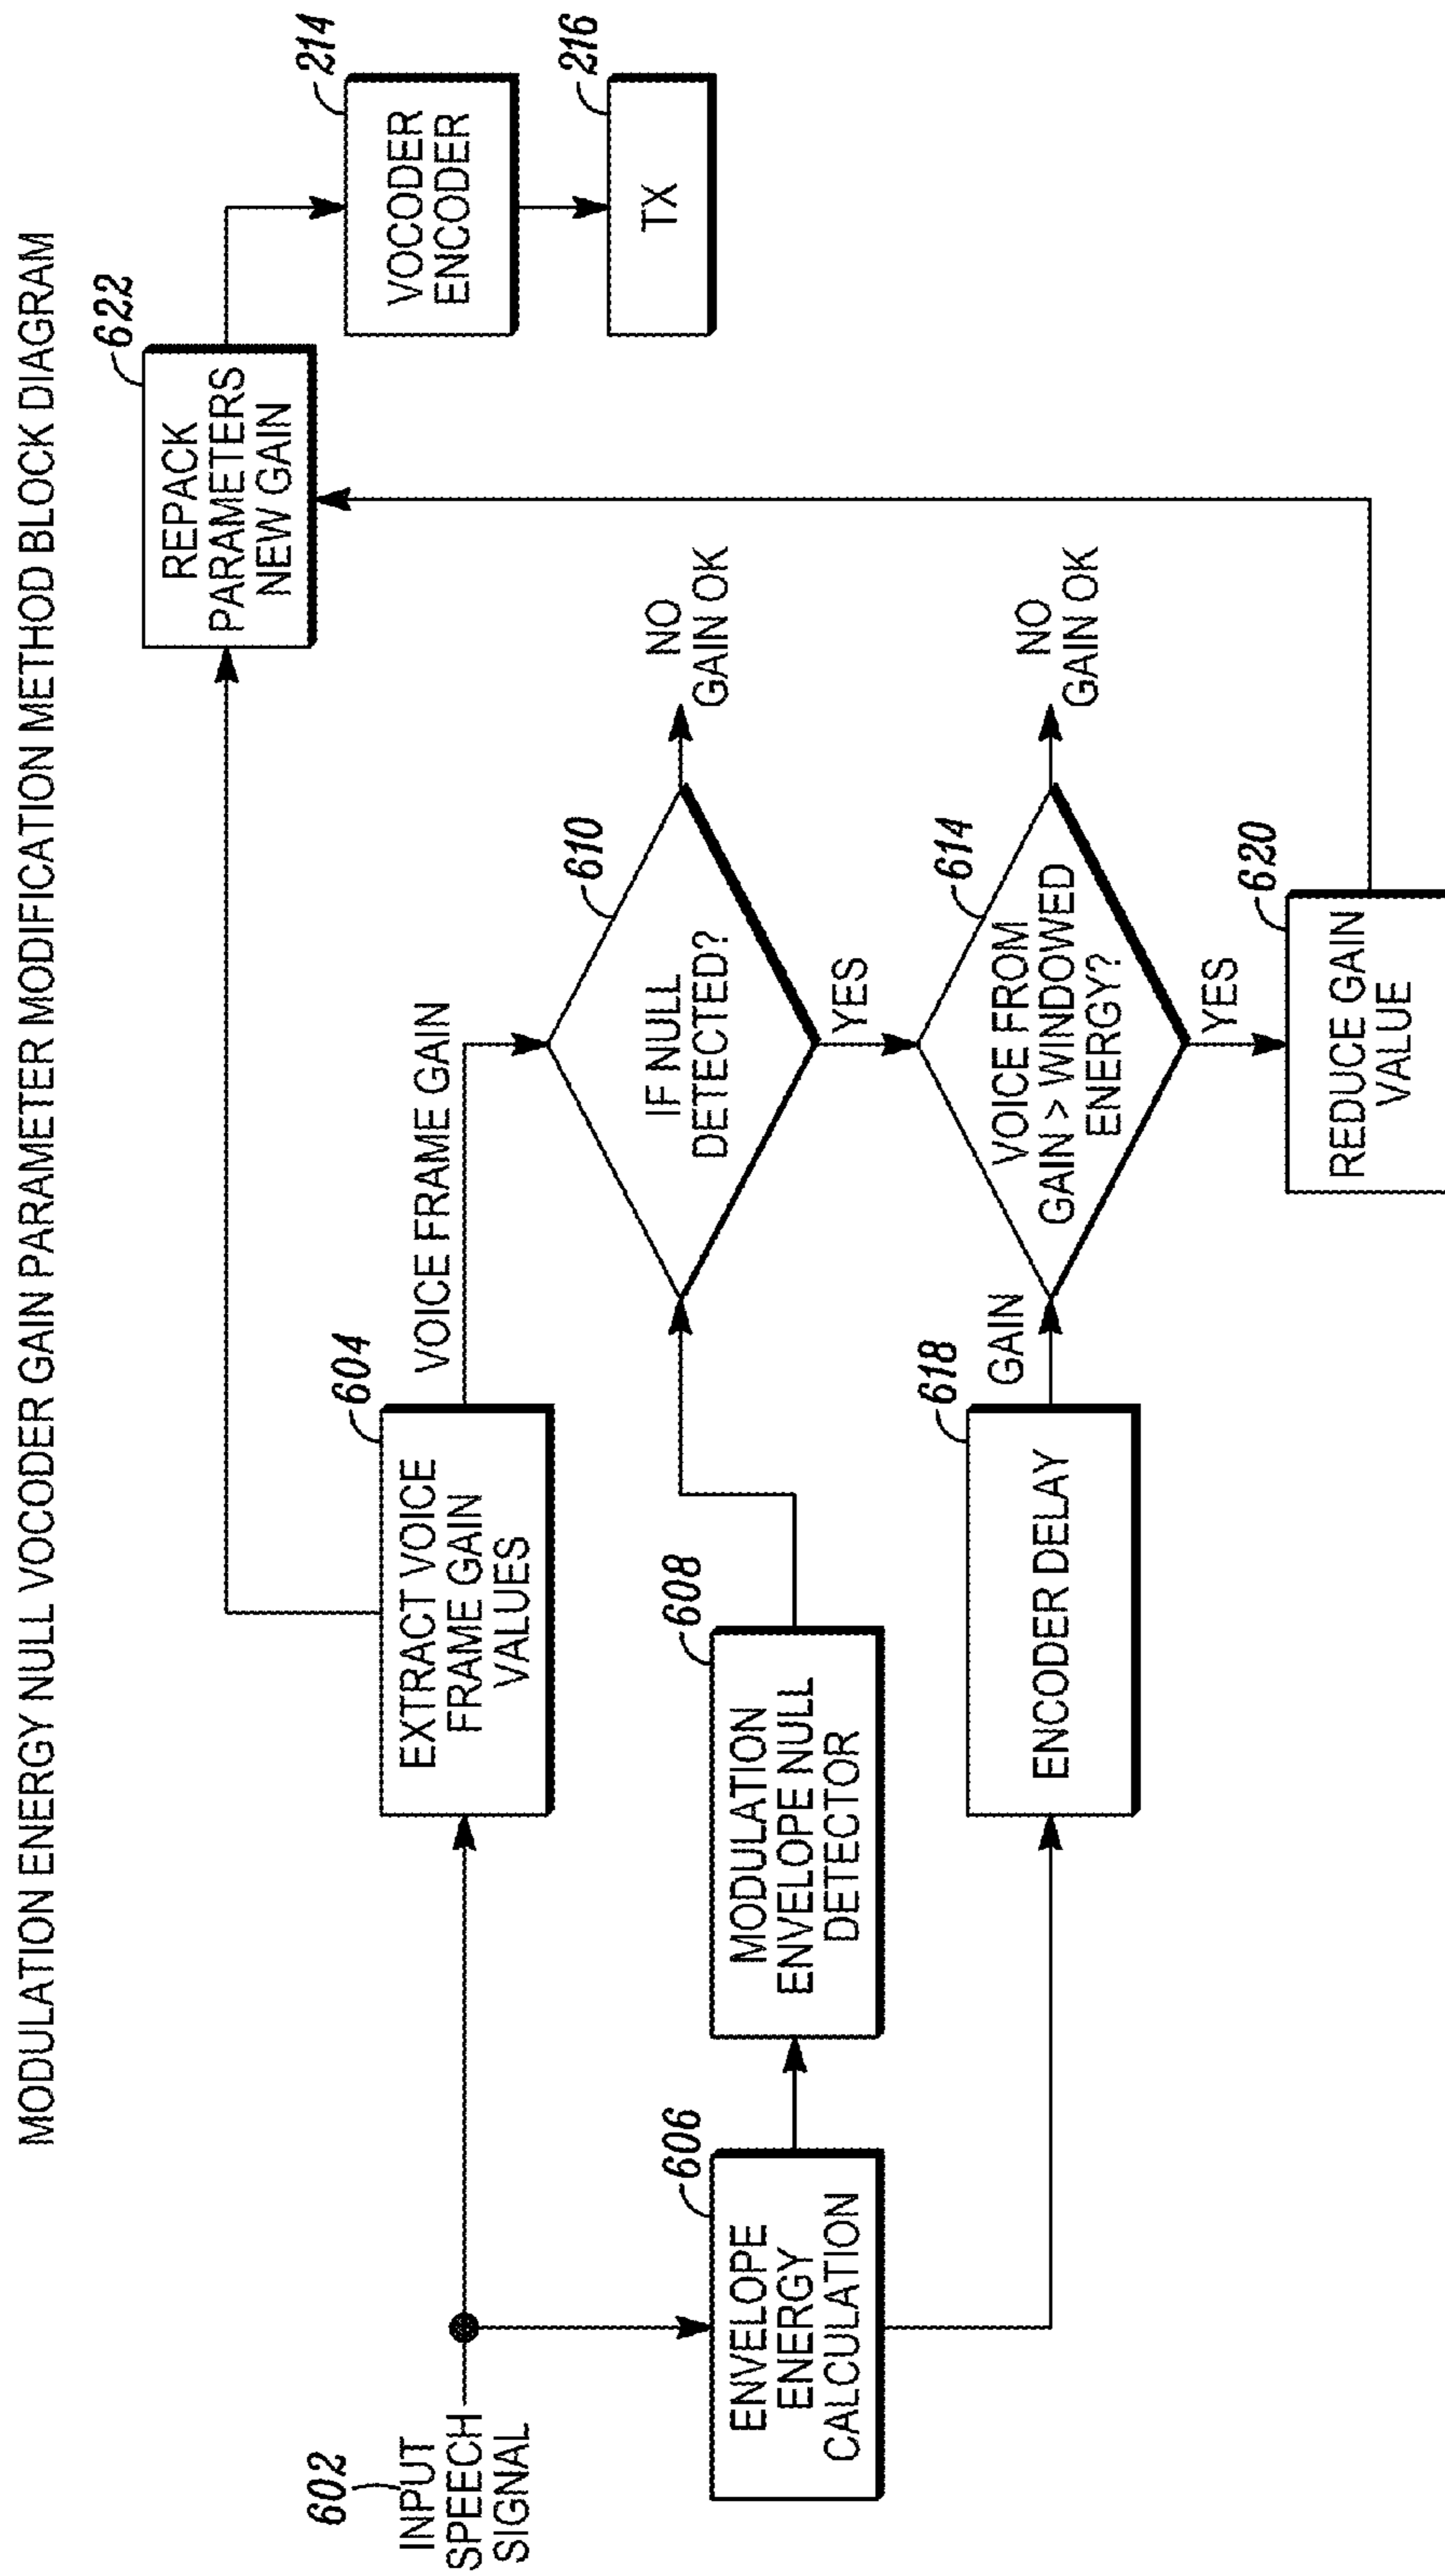 MODULATION ENERGY NULL VOCODER GAIN PARAMETER MODIFICATION METHOD BLOCK DIAGRAM
602
INPUT
SPEECH
SIGNAL
604
EXTRACT VOICE
FRAME GAIN
VALUES
VOICE FRAME GAIN
622
REPACK
PARAMETERS
NEW GAIN
214
VOCODER
ENCODER
216
TX
606
ENVELOPE
ENERGY
CALCULATION
608
MODULATION
ENVELOPE NULL
DETECTOR
610
IF NULL
DETECTED?
NO
GAIN OK
YES
618
ENCODER DELAY
GAIN
614
VOICE FROM
GAIN > WINDOWED
ENERGY?
NO
GAIN OK
YES
620
REDUCE GAIN
VALUE